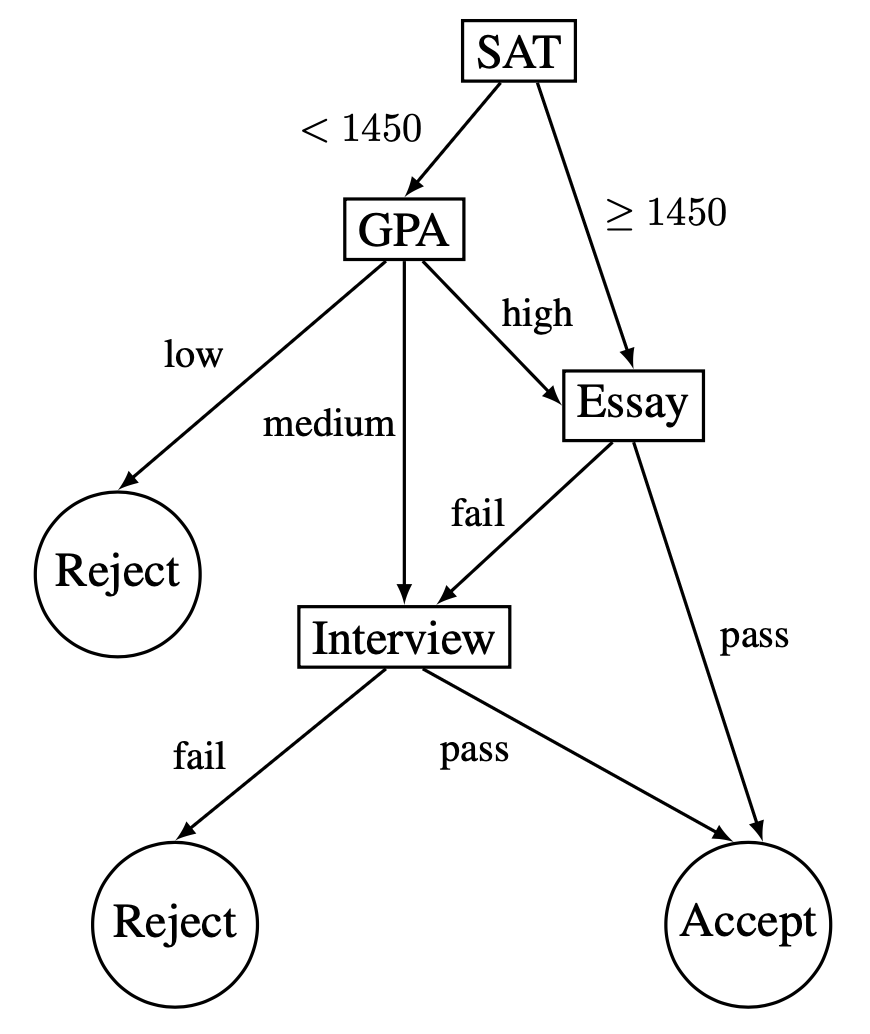 SAT
< 1450
≥ 1450
GPA
high
low
Essay
medium
fail
Reject
Interview
pass
fail
pass
Reject
Accept